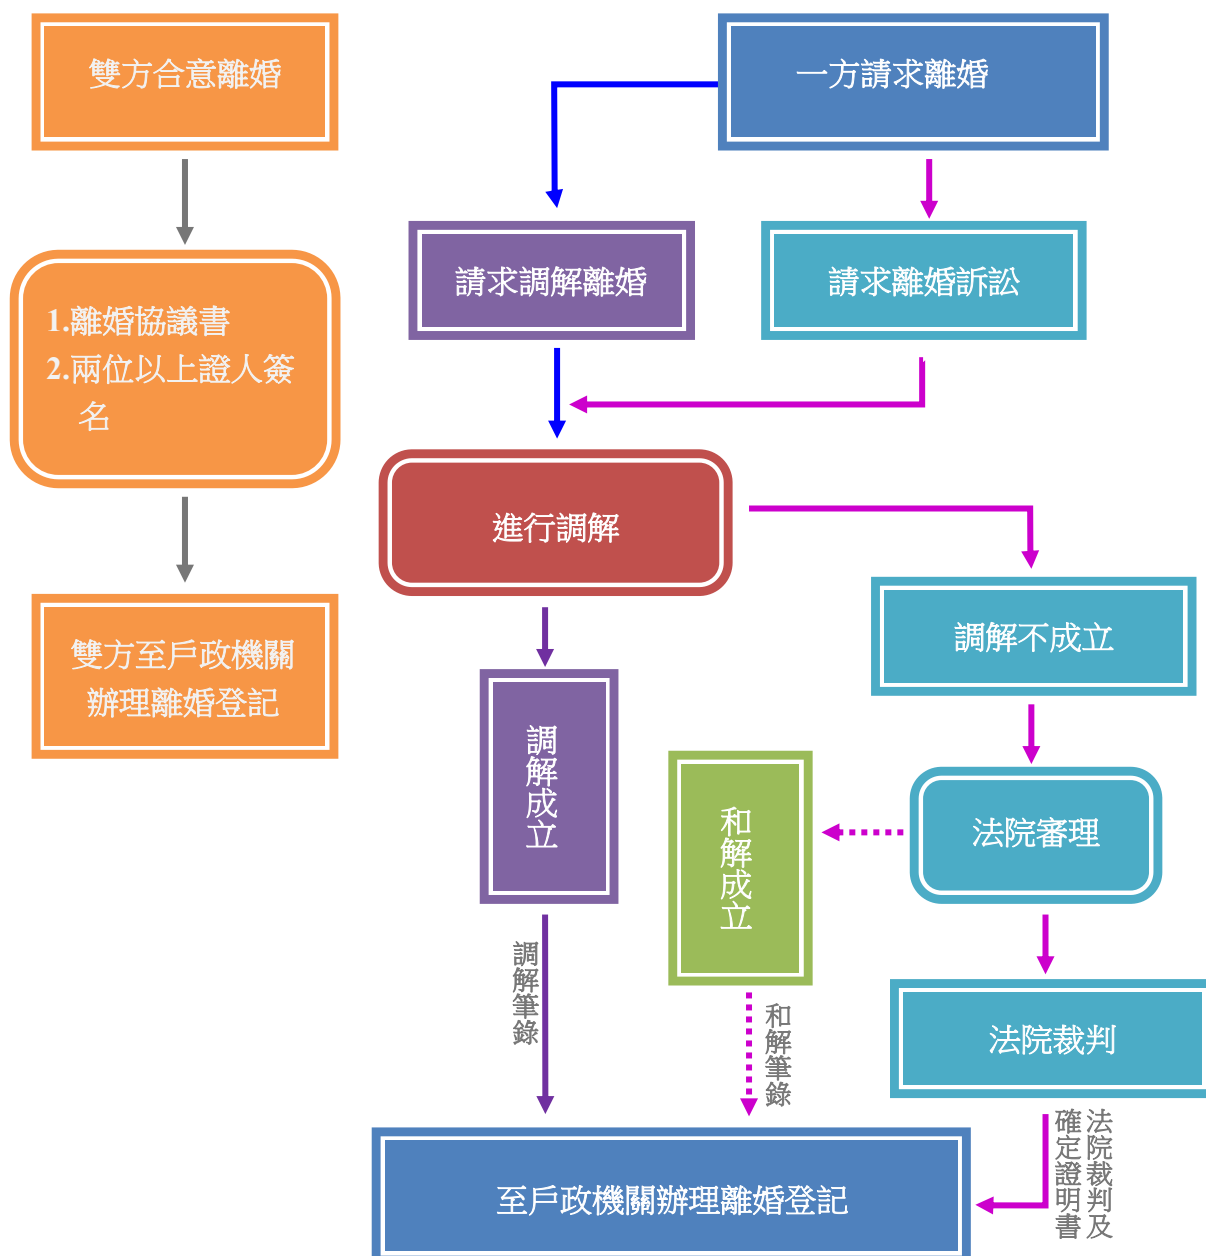 雙方合意離婚
1.離婚協議書
2.兩位以上證人簽
名
雙方至戶政機關
辦理離婚登記
一方請求離婚
請求調解離婚
請求離婚訴訟
進行調解
調解不成立
調解成立
和解成立
法院審理
調解筆錄
和解筆錄
法院裁判
法院裁判及
確定證明書
至戶政機關辦理離婚登記